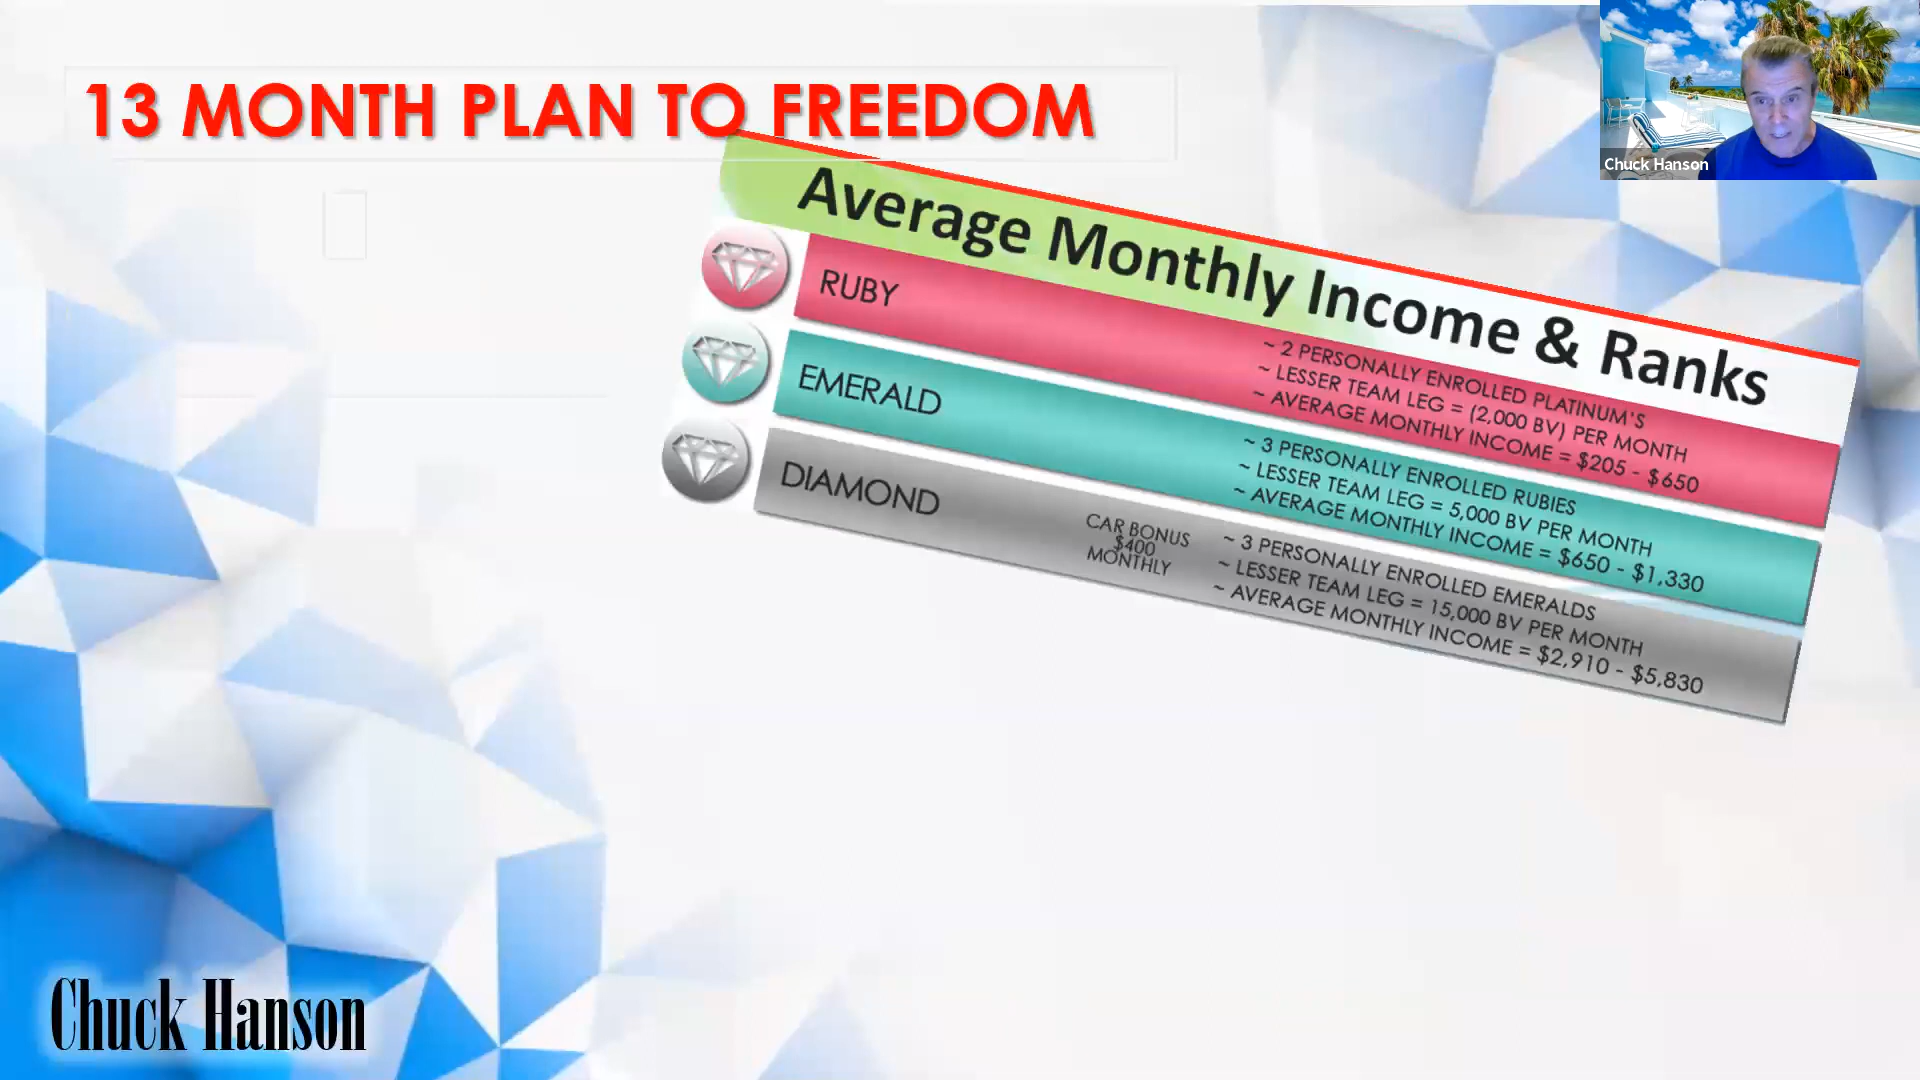 13 MONTH PLAN TO FREEDOM
Chuck Hanson
Average Monthly Income & Ranks
RUBY
~ 2 PERSONALLY ENROLLED PLATINUM'S
~ LESSER TEAM LEG = (2,000 BV) PER MONTH
~ AVERAGE MONTHLY INCOME = $205 - $650
EMERALD
~ 3 PERSONALLY ENROLLED RUBIES
~ LESSER TEAM LEG = 5,000 BV PER MONTH
~ AVERAGE MONTHLY INCOME = $650 - $1,330
DIAMOND
CAR BONUS
$400
MONTHLY
~ 3 PERSONALLY ENROLLED EMERALDS
~ LESSER TEAM LEG = 15,000 BV PER MONTH
~ AVERAGE MONTHLY INCOME = $2,910 - $5,830
Chuck Hanson